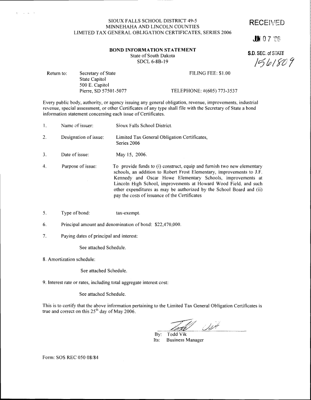 SIOUX FALLS SCHOOL DISTRICT 49-5
MINNEHAHA AND LINCOLN COUNTIES
LIMITED TAX GENERAL OBLIGATION CERTIFICATES, SERIES 2006
RECEIVED
JUN 07 '06
S.D. SEC. of STATE
BOND INFORMATION STATEMENT
State of South Dakota
SDCL 6-8B-19
Return to: Secretary of State FILING FEE: $1.00
State Capitol
500 E. Capitol
Pierre, SD 57501-5077 TELEPHONE: #(605) 773-3537
Every public body, authority, or agency issuing any general obligation, revenue, improvements, industrial
revenue, special assessment, or other Certificates of any type shall file with the Secretary of State a bond
information statement concerning each issue of Certificates.
1. Name of issuer: Sioux Falls School District.
2. Designation of issue: Limited Tax General Obligation Certificates,
Series 2006
3. Date of issue: May 15, 2006.
4. Purpose of issue: To provide funds to (i) construct, equip and furnish two new elementary
schools, an addition to Robert Frost Elementary, improvements to J.F.
Kennedy and Oscar Howe Elementary Schools, improvements at
Lincoln High School, improvements at Howard Wood Field, and such
other expenditures as may be authorized by the School Board and (ii)
pay the costs of issuance of the Certificates
5. Type of bond: tax-exempt.
6. Principal amount and denomination of bond: $22,470,000.
7. Paying dates of principal and interest:
See attached Schedule.
8. Amortization schedule:
See attached Schedule.
9. Interest rate or rates, including total aggregate interest cost:
See attached Schedule.
This is to certify that the above information pertaining to the Limited Tax General Obligation Certificates is
true and correct on this 25th day of May 2006.
By: Todd Vik
Its: Business Manager
Form: SOS REC 050 08/84